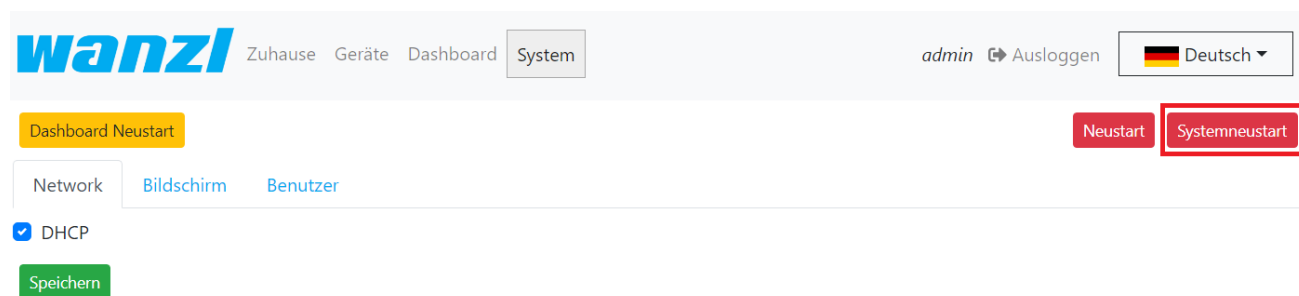 wanzl Zuhause Geräte Dashboard System admin Ausloggen Deutsch
Dashboard Neustart Neustart Systemneustart
Network Bildschirm Benutzer
DHCP
Speichern